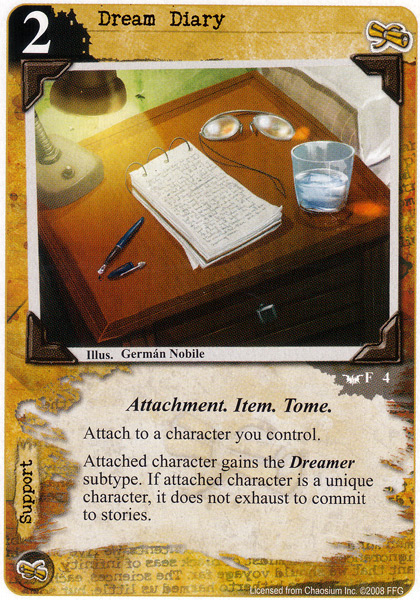 2
Dream Diary
Illus. Germán Nobile
F 4
Attachment. Item. Tome.
Attach to a character you control.
Attached character gains the Dreamer
subtype. If attached character is a unique
character, it does not exhaust to commit
to stories.
Support
Licensed from Chaosium Inc. ©2008 FFG